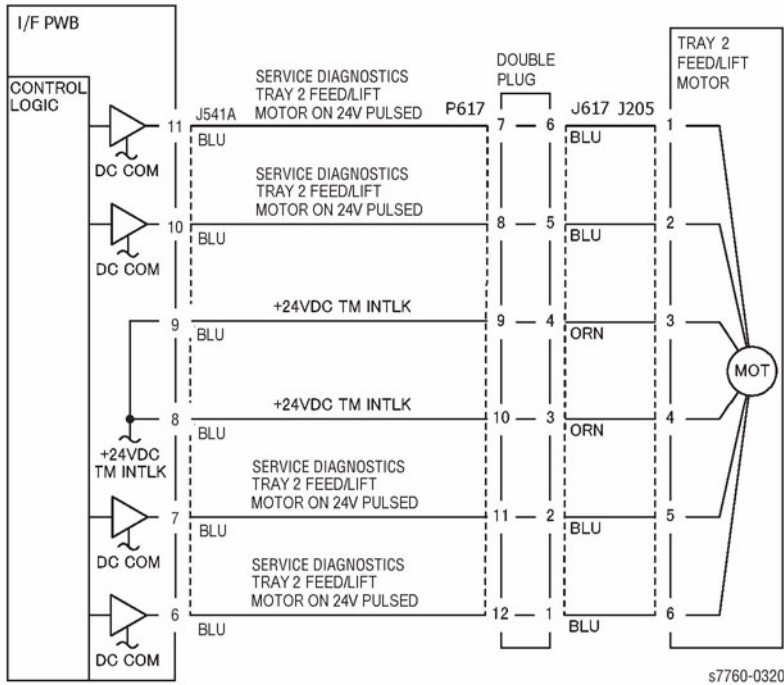 I/F PWB
CONTROL
LOGIC
DOUBLE
PLUG
TRAY 2
FEED/LIFT
MOTOR
SERVICE DIAGNOSTICS
TRAY 2 FEED/LIFT
MOTOR ON 24V PULSED
J541A
P617
J617 J205
11
BLU
7
6
BLU
1
DC COM
SERVICE DIAGNOSTICS
TRAY 2 FEED/LIFT
MOTOR ON 24V PULSED
10
BLU
8
5
BLU
2
DC COM
+24VDC TM INTLK
9
BLU
9
4
ORN
3
MOT
+24VDC TM INTLK
8
BLU
10
3
ORN
4
+24VDC
TM INTLK
SERVICE DIAGNOSTICS
TRAY 2 FEED/LIFT
MOTOR ON 24V PULSED
7
BLU
11
2
BLU
5
DC COM
SERVICE DIAGNOSTICS
TRAY 2 FEED/LIFT
MOTOR ON 24V PULSED
6
BLU
12
1
BLU
6
DC COM
s7760-0320